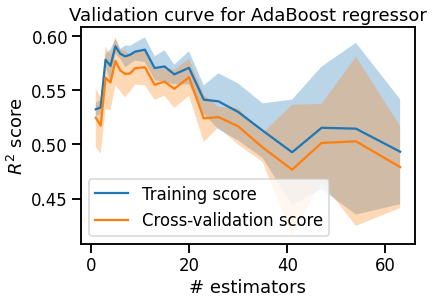 Validation curve for AdaBoost regressor
0.60
0.55
0.50
0.45
R² score
Training score
Cross-validation score
0
20
40
60
# estimators